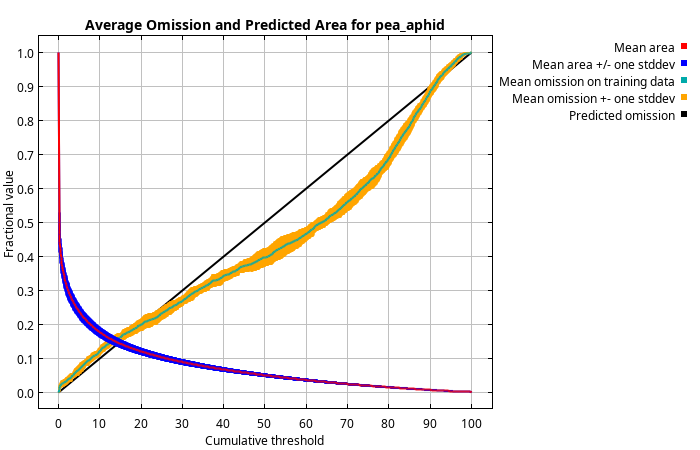 Average Omission and Predicted Area for pea_aphid
Mean area
Mean area +/- one stddev
Mean omission on training data
Mean omission +- one stddev
Predicted omission
Fractional value
1.0
0.9
0.8
0.7
0.6
0.5
0.4
0.3
0.2
0.1
0.0
0 10 20 30 40 50 60 70 80 90 100
Cumulative threshold